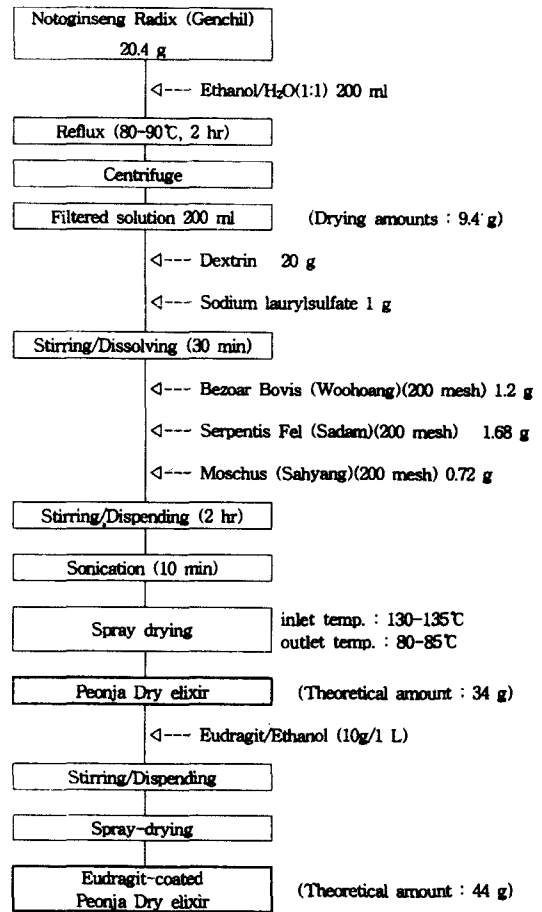 Notoginseng Radix (Genchil)
20.4 g
◁--- Ethanol/H₂O(1:1) 200 ml
Reflux (80-90℃, 2 hr)
Centrifuge
Filtered solution 200 ml (Drying amounts : 9.4 g)
◁--- Dextrin 20 g
◁--- Sodium laurylsulfate 1 g
Stirring/Dissolving (30 min)
◁--- Bezoar Bovis (Woohoang)(200 mesh) 1.2 g
◁--- Serpentis Fel (Sadam)(200 mesh) 1.68 g
◁--- Moschus (Sahyang)(200 mesh) 0.72 g
Stirring/Dispending (2 hr)
Sonication (10 min)
Spray drying
inlet temp. : 130-135℃
outlet temp. : 80-85℃
Peonja Dry elixir (Theoretical amount : 34 g)
◁--- Eudragit/Ethanol (10g/1 L)
Stirring/Dispending
Spray-drying
Eudragit-coated
Peonja Dry elixir (Theoretical amount : 44 g)